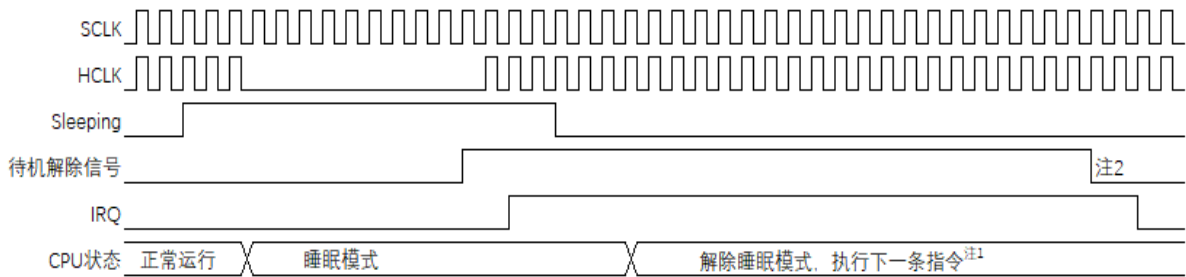 SCLK
HCLK
Sleeping
待机解除信号 注2
IRQ
CPU状态 正常运行 睡眠模式 解除睡眠模式，执行下一条指令注1